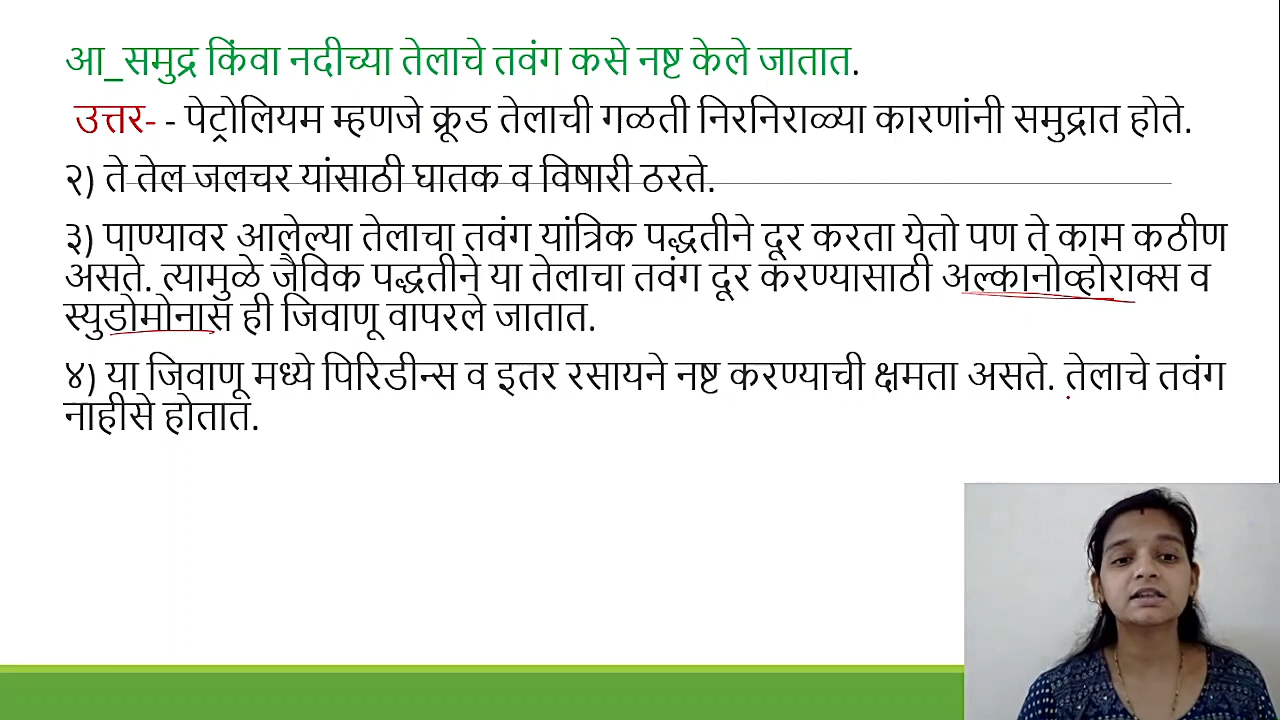 आ_समुद्र किंवा नदीच्या तेलाचे तवंग कसे नष्ट केले जातात.
उत्तर- - पेट्रोलियम म्हणजे क्रूड तेलाची गळती निरनिराळ्या कारणांनी समुद्रात होते.
२) ते तेल जलचर यांसाठी घातक व विषारी ठरते.
३) पाण्यावर आलेल्या तेलाचा तवंग यांत्रिक पद्धतीने दूर करता येतो पण ते काम कठीण
असते. त्यामुळे जैविक पद्धतीने या तेलाचा तवंग दूर करण्यासाठी अल्कानोव्होराक्स व
स्युडोमोनास ही जिवाणू वापरले जातात.
४) या जिवाणू मध्ये पिरिडीन्स व इतर रसायने नष्ट करण्याची क्षमता असते. तेलाचे तवंग
नाहीसे होतात.